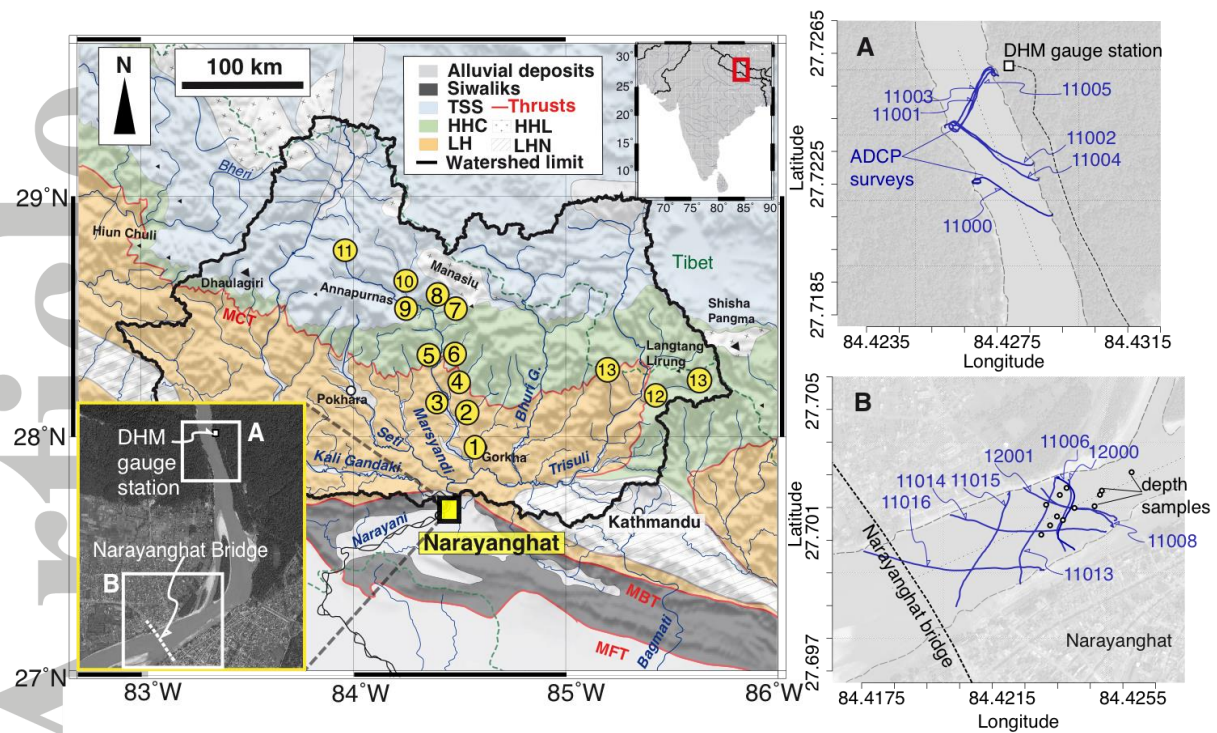 N
100 km
Alluvial deposits
Siwaliks
TSS
Thrusts
HHC
HHL
LH
LHN
Watershed limit
30
25
20
15
10
70
75
80
85
90
29°N
28°N
27°N
83°W
84°W
85°W
86°W
Bheri
Hiun Chuli
Dhaulagiri
Annapurnas
Manaslu
Tibet
Shisha
Pangma
Langtang
Lirung
MCT
11
10
9
8
7
5
6
4
3
2
1
13
13
12
Pokhara
Gorkha
Seti
Kali Gandaki
Marsyandi
Bhuri G.
Trisuli
Kathmandu
Narayani
Narayanghat
MBT
MFT
Bagmati
DHM
gauge
station
A
Narayanghat Bridge
B
A
DHM gauge station
11003
11001
11005
11002
11004
ADCP
surveys
11000
27.7265
27.7225
27.7185
Latitude
84.4235
84.4275
84.4315
Longitude
B
11006
12000
12001
11014
11015
11016
depth
samples
11008
11013
Narayanghat bridge
Narayanghat
27.705
27.701
27.697
Latitude
84.4175
84.4215
84.4255
Longitude